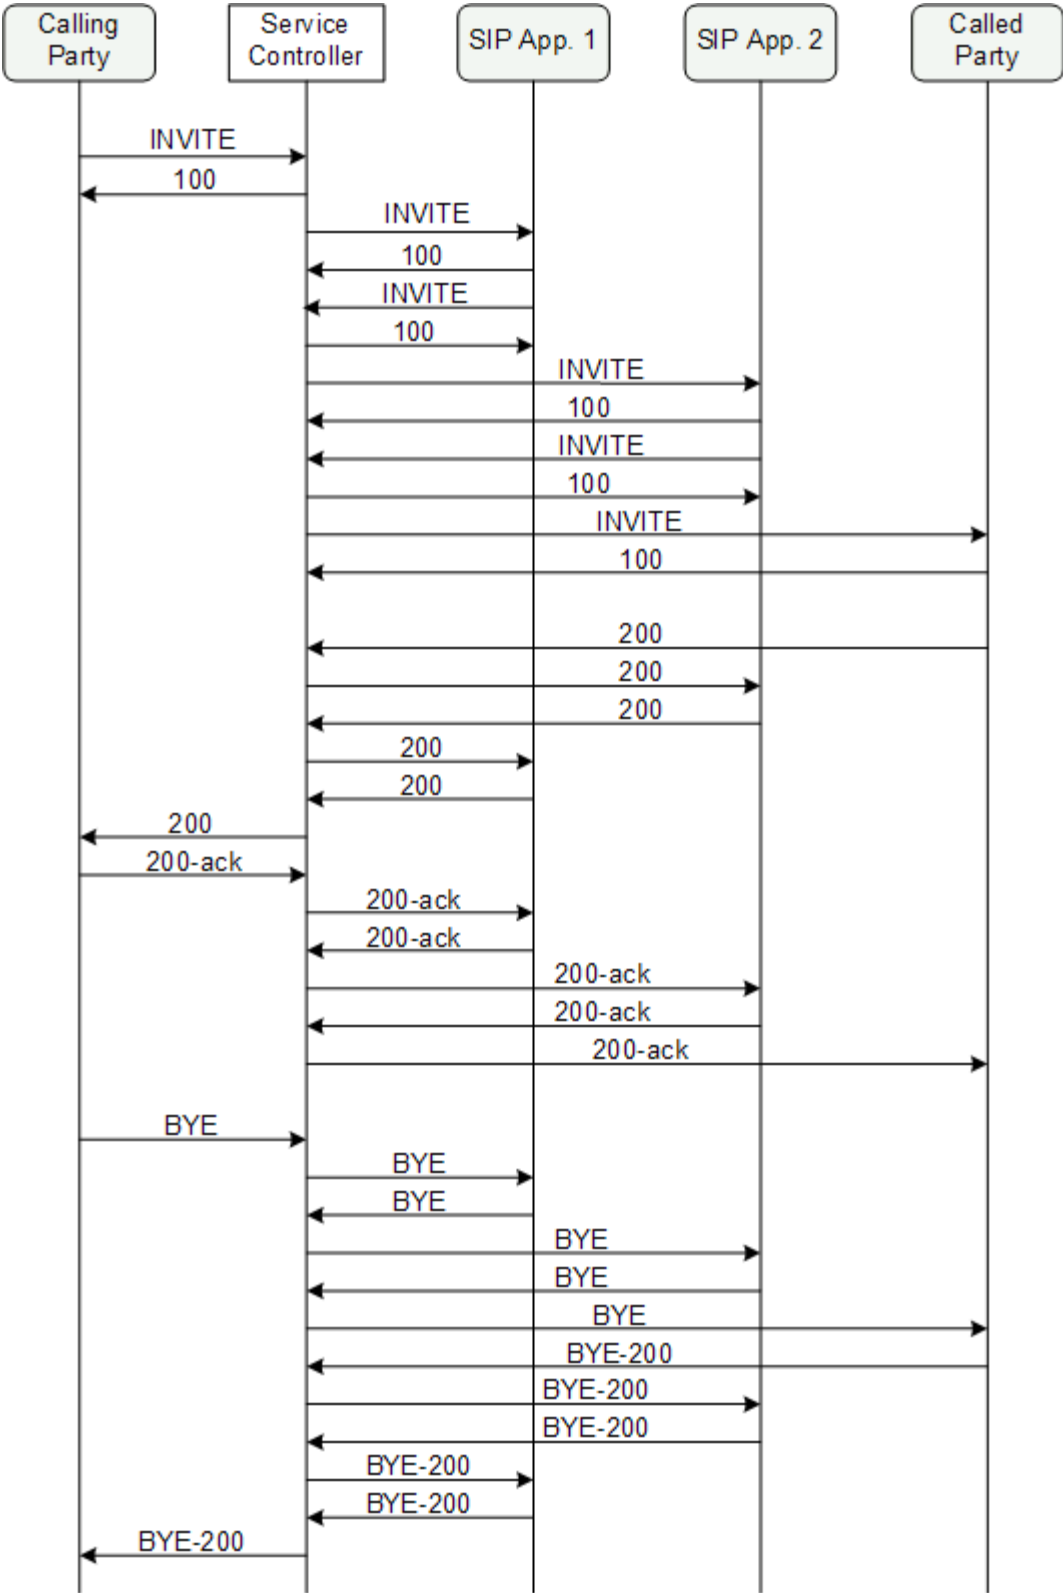 Calling
Party
Service
Controller
SIP App. 1
SIP App. 2
Called
Party
INVITE
100
INVITE
100
INVITE
100
INVITE
100
INVITE
100
INVITE
100
200
200
200
200
200
200
200-ack
200-ack
200-ack
200-ack
200-ack
200-ack
BYE
BYE
BYE
BYE
BYE
BYE
BYE-200
BYE-200
BYE-200
BYE-200
BYE-200
BYE-200